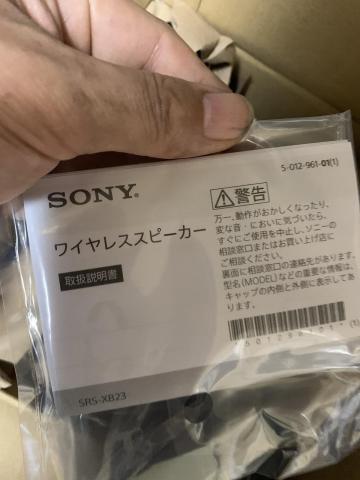 5-012-961-01(1)
SONY®
⚠警告
ワイヤレススピーカー
取扱説明書
万一、動作がおかしくなったり、
変な音・においに気づいたら、
すぐにご使用を中止し、ソニーの
相談窓口またはお買い上げ店に
ご相談ください。
裏面に相談窓口の連絡先があります。
型名(MODEL)などの重要な情報は、
キャップの内側と外側に表示してあ
ります。
SRS-XB23